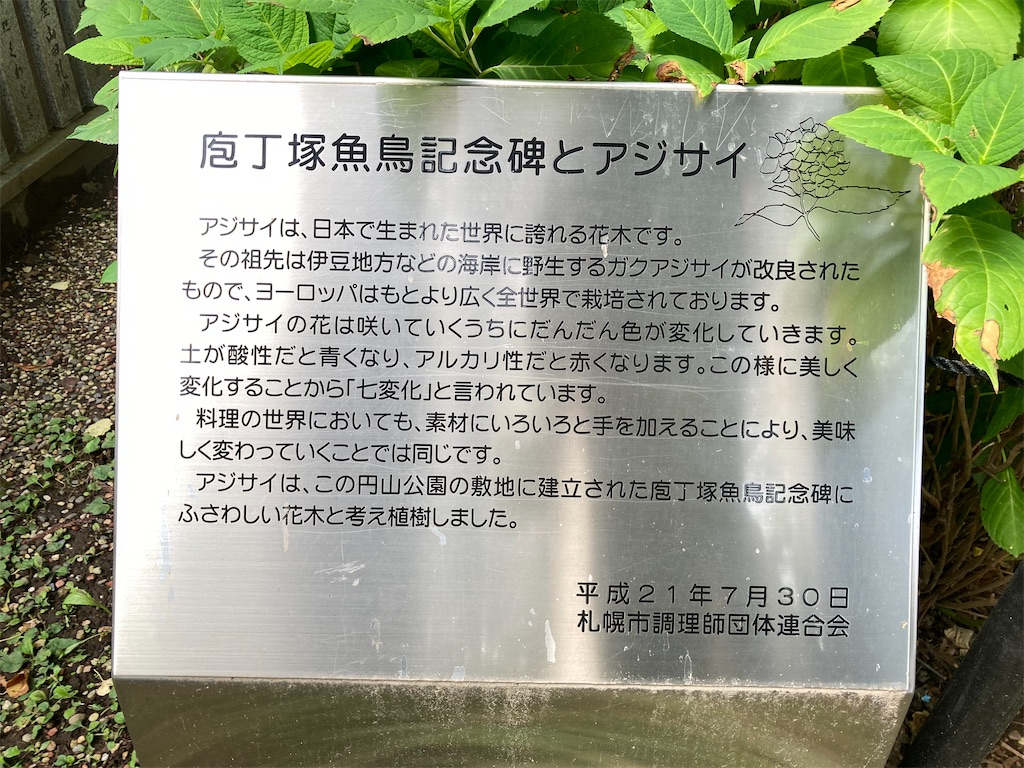 庖丁塚魚鳥記念碑とアジサイ
アジサイは、日本で生まれた世界に誇れる花木です。
その祖先は伊豆地方などの海岸に野生するガクアジサイが改良された
もので、ヨーロッパはもとより広く全世界で栽培されております。
アジサイの花は咲いていくうちにだんだん色が変化していきます。
土が酸性だと青くなり、アルカリ性だと赤くなります。この様に美しく
変化することから「七変化」と言われています。
料理の世界においても、素材にいろいろと手を加えることにより、美味
しく変わっていくことでは同じです。
アジサイは、この円山公園の敷地に建立された庖丁塚魚鳥記念碑に
ふさわしい花木と考え植樹しました。
平成21年7月30日
札幌市調理師団体連合会